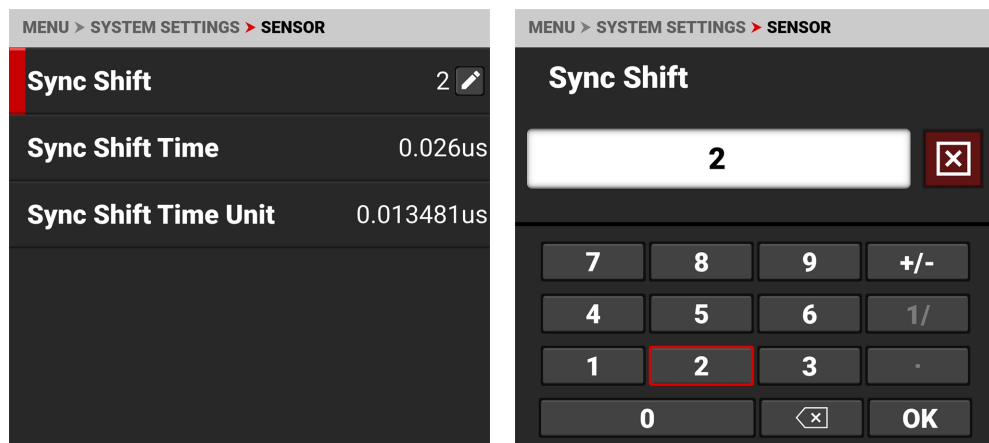 MENU > SYSTEM SETTINGS > SENSOR
Sync Shift 2
Sync Shift Time 0.026us
Sync Shift Time Unit 0.013481us
MENU > SYSTEM SETTINGS > SENSOR
Sync Shift
2
7 8 9 +/-
4 5 6 1/
1 2 3 .
0 OK